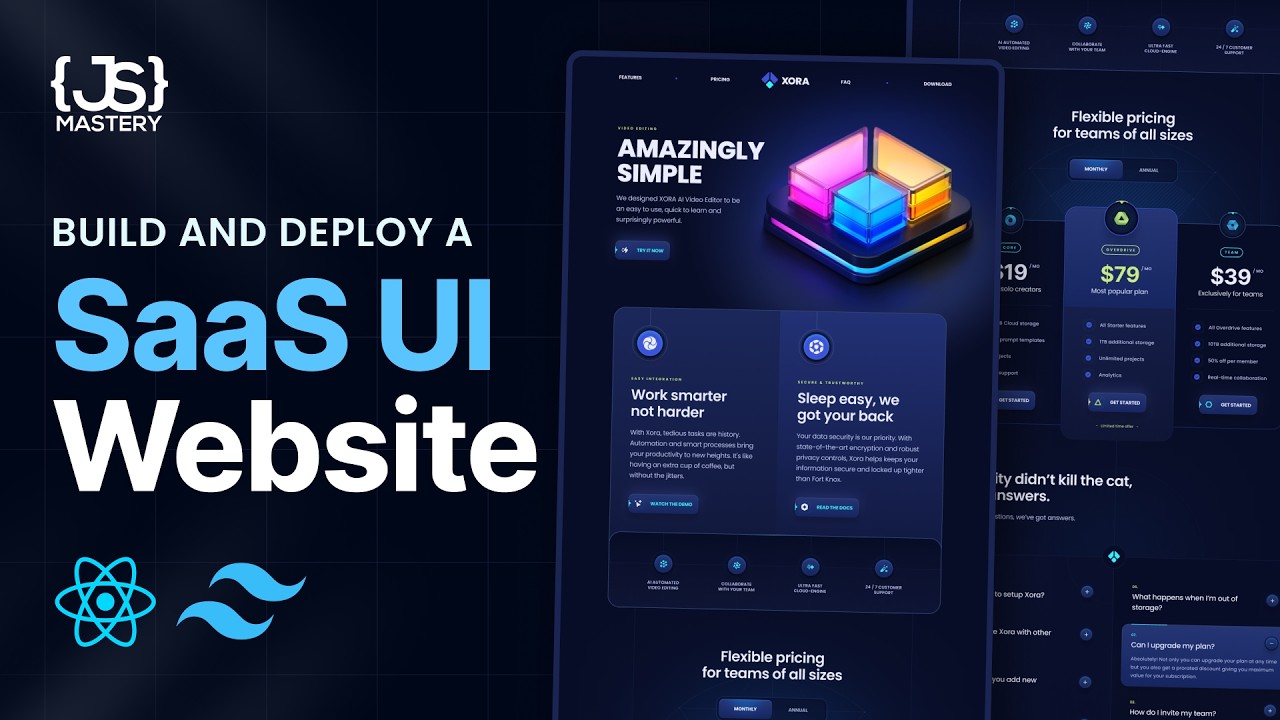 {JS}
MASTERY
BUILD AND DEPLOY A
SaaS UI
Website
FEATURES
PRICING
XORA
FAQ
DOWNLOAD
VIDEO EDITING
AMAZINGLY
SIMPLE
We designed XORA AI Video Editor to be
an easy to use, quick to learn and
surprisingly powerful.
TRY IT NOW
EASY INTEGRATION
Work smarter
not harder
With Xora, tedious tasks are history.
Automation and smart processes bring
your productivity to new heights. It's like
having an extra cup of coffee, but
without the jitters.
WATCH THE DEMO
SECURE & TRUSTWORTHY
Sleep easy, we
got your back
Your data security is our priority. With
state-of-the-art encryption and robust
privacy controls, Xora helps keeps your
information secure and locked up tighter
than Fort Knox.
READ THE DOCS
AI AUTOMATED
VIDEO EDITING
COLLABORATE
WITH YOUR TEAM
ULTRA FAST
CLOUD-ENGINE
24 / 7 CUSTOMER
SUPPORT
Flexible pricing
for teams of all sizes
MONTHLY
ANNUAL
AI AUTOMATED
VIDEO EDITING
COLLABORATE
WITH YOUR TEAM
ULTRA FAST
CLOUD-ENGINE
24 / 7 CUSTOMER
SUPPORT
Flexible pricing
for teams of all sizes
MONTHLY
ANNUAL
CORE
$19 / MO
solo creators
Cloud storage
prompt templates
support
GET STARTED
OVERDRIVE
$79 / MO
Most popular plan
All Starter features
1TB additional storage
Unlimited projects
Analytics
GET STARTED
Limited time offer
TEAM
$39 / MO
Exclusively for teams
All Overdrive features
10TB additional storage
50% off per member
Real-time collaboration
GET STARTED
ity didn't kill the cat,
answers.
we've got answers.
to setup Xora?
Xora with other
you add new
What happens when I'm out of
storage?
Can I upgrade my plan?
Absolutely! Not only you can upgrade your plan at any time
but you also get a prorated discount giving you maximum
value for your subscription.
How do I invite my team?